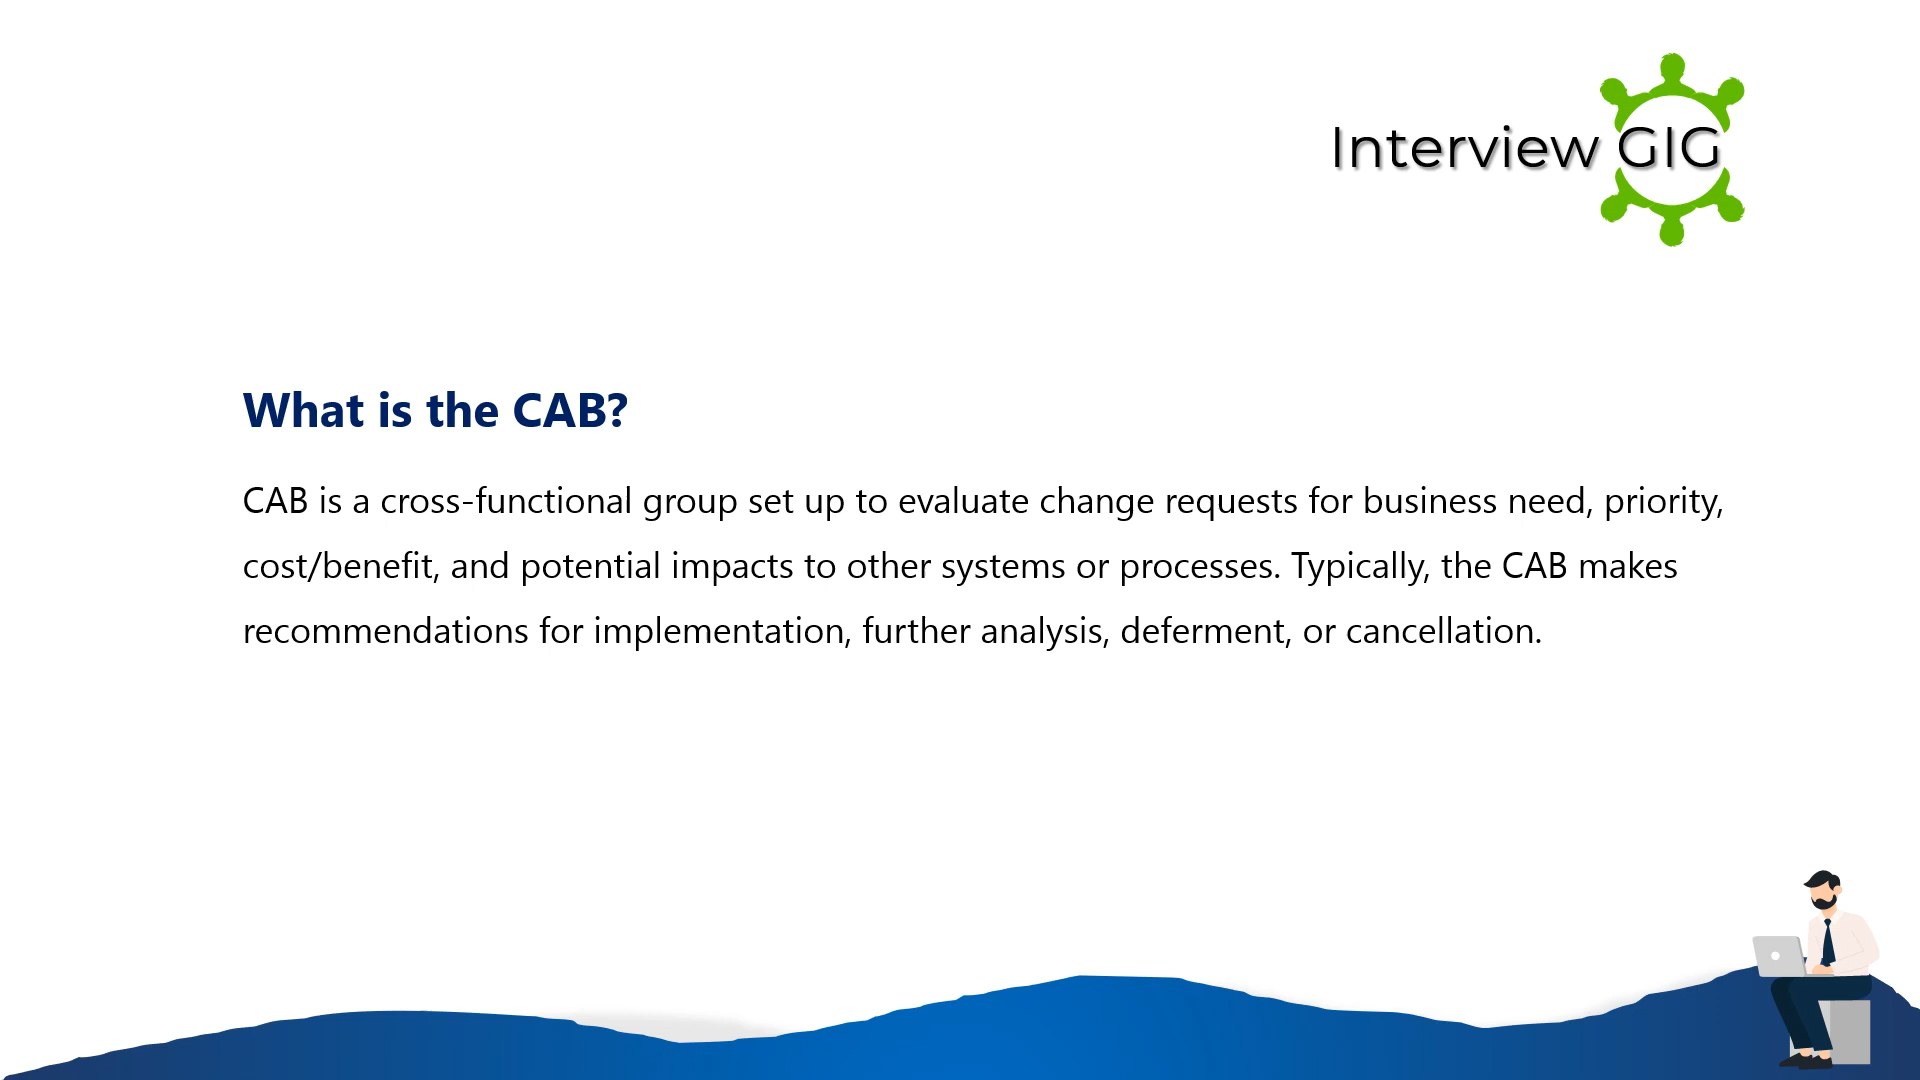 Interview GIG
What is the CAB?
CAB is a cross-functional group set up to evaluate change requests for business need, priority,
cost/benefit, and potential impacts to other systems or processes. Typically, the CAB makes
recommendations for implementation, further analysis, deferment, or cancellation.